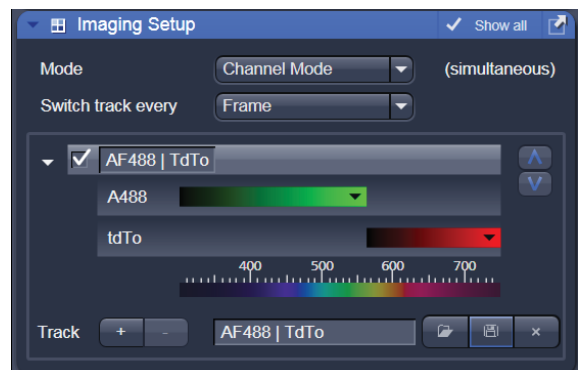 Imaging Setup
Show all
Mode
Channel Mode
(simultaneous)
Switch track every
Frame
AF488 | TdTo
A488
tdTo
400 500 600 700
Track
+
-
AF488 | TdTo
×